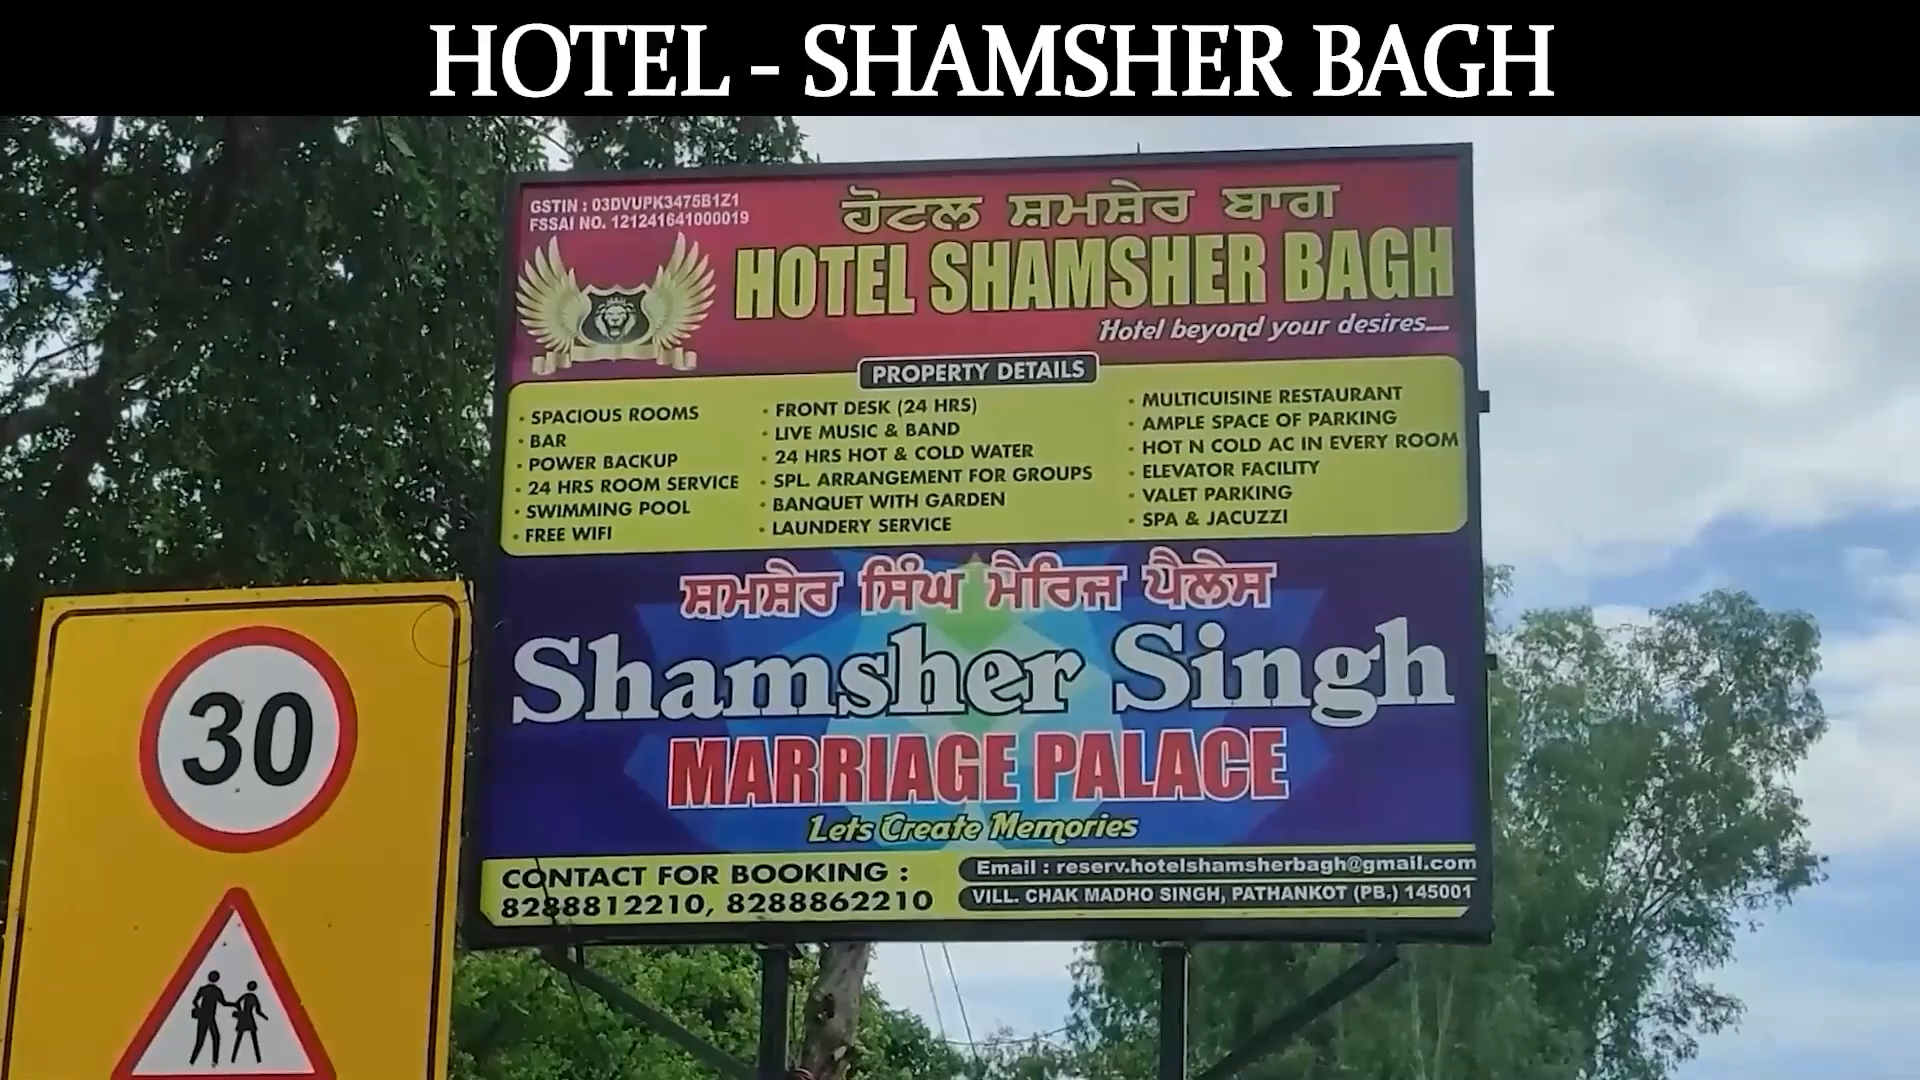 HOTEL - SHAMSHER BAGH
GSTIN : 03DVUPK3475B1Z1
FSSAI NO. 121241641000019
ਹੋਟਲ ਸ਼ਮਸ਼ੇਰ ਬਾਗ
HOTEL SHAMSHER BAGH
Hotel beyond your desires....
PROPERTY DETAILS
• SPACIOUS ROOMS
• BAR
• POWER BACKUP
• 24 HRS ROOM SERVICE
• SWIMMING POOL
• FREE WIFI
• FRONT DESK (24 HRS)
• LIVE MUSIC & BAND
• 24 HRS HOT & COLD WATER
• SPL. ARRANGEMENT FOR GROUPS
• BANQUET WITH GARDEN
• LAUNDERY SERVICE
• MULTICUISINE RESTAURANT
• AMPLE SPACE OF PARKING
• HOT N COLD AC IN EVERY ROOM
• ELEVATOR FACILITY
• VALET PARKING
• SPA & JACUZZI
ਸ਼ਮਸ਼ੇਰ ਸਿੰਘ ਮੈਰਿਜ ਪੈਲੇਸ
Shamsher Singh
MARRIAGE PALACE
Lets Create Memories
CONTACT FOR BOOKING :
8288812210, 8288862210
Email : reserv.hotelshamsherbagh@gmail.com
VILL. CHAK MADHO SINGH, PATHANKOT (PB.) 145001
30